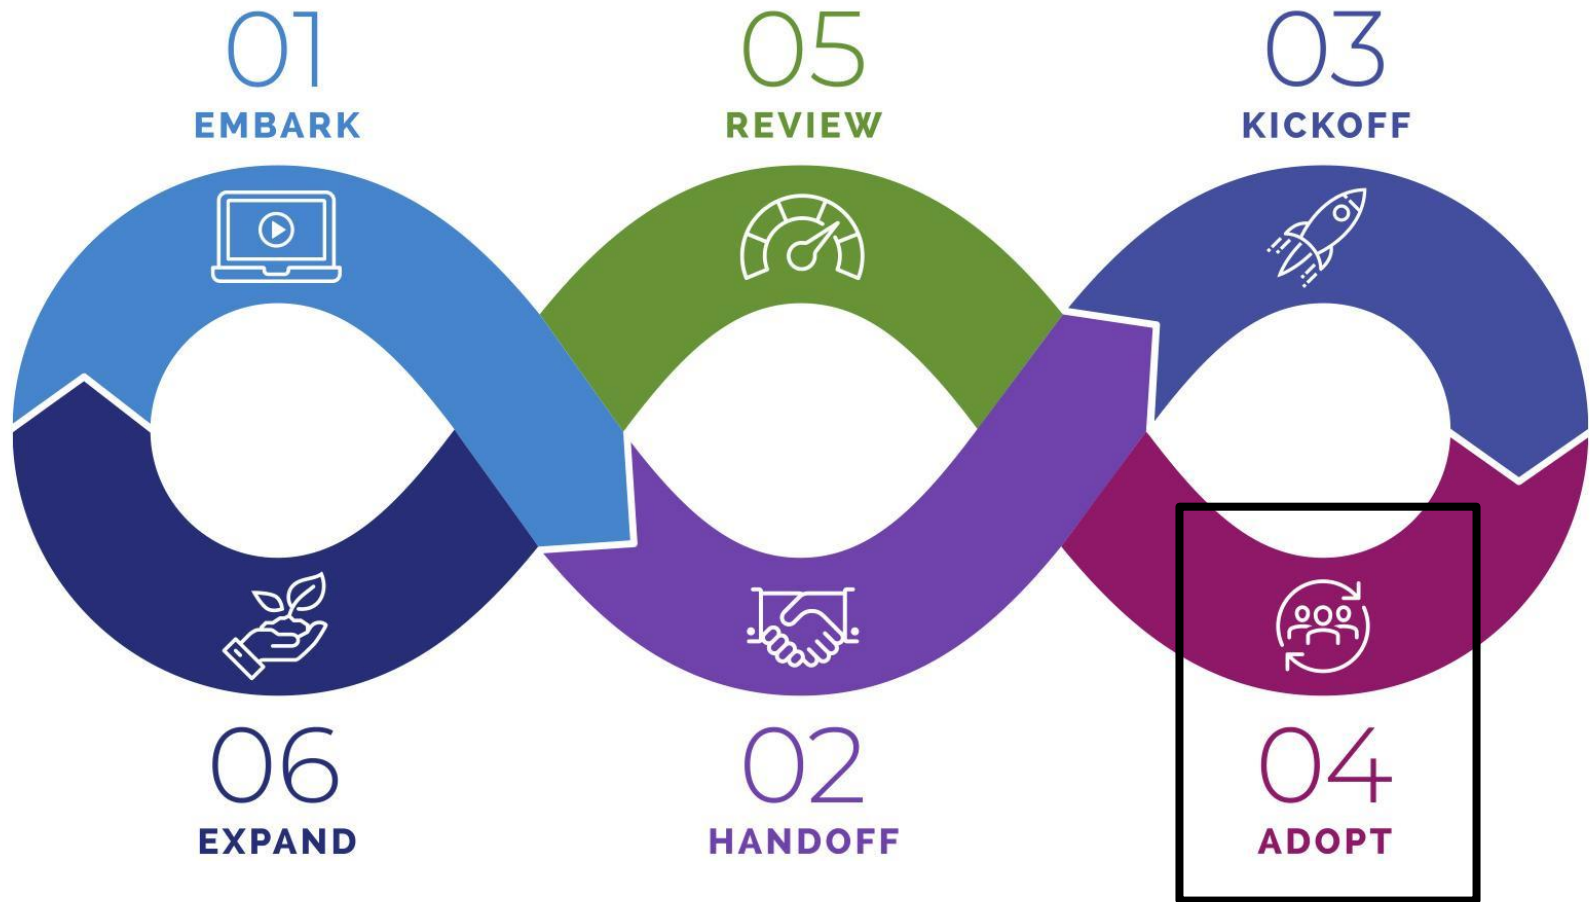 01
EMBARK
05
REVIEW
03
KICKOFF
06
EXPAND
02
HANDOFF
04
ADOPT